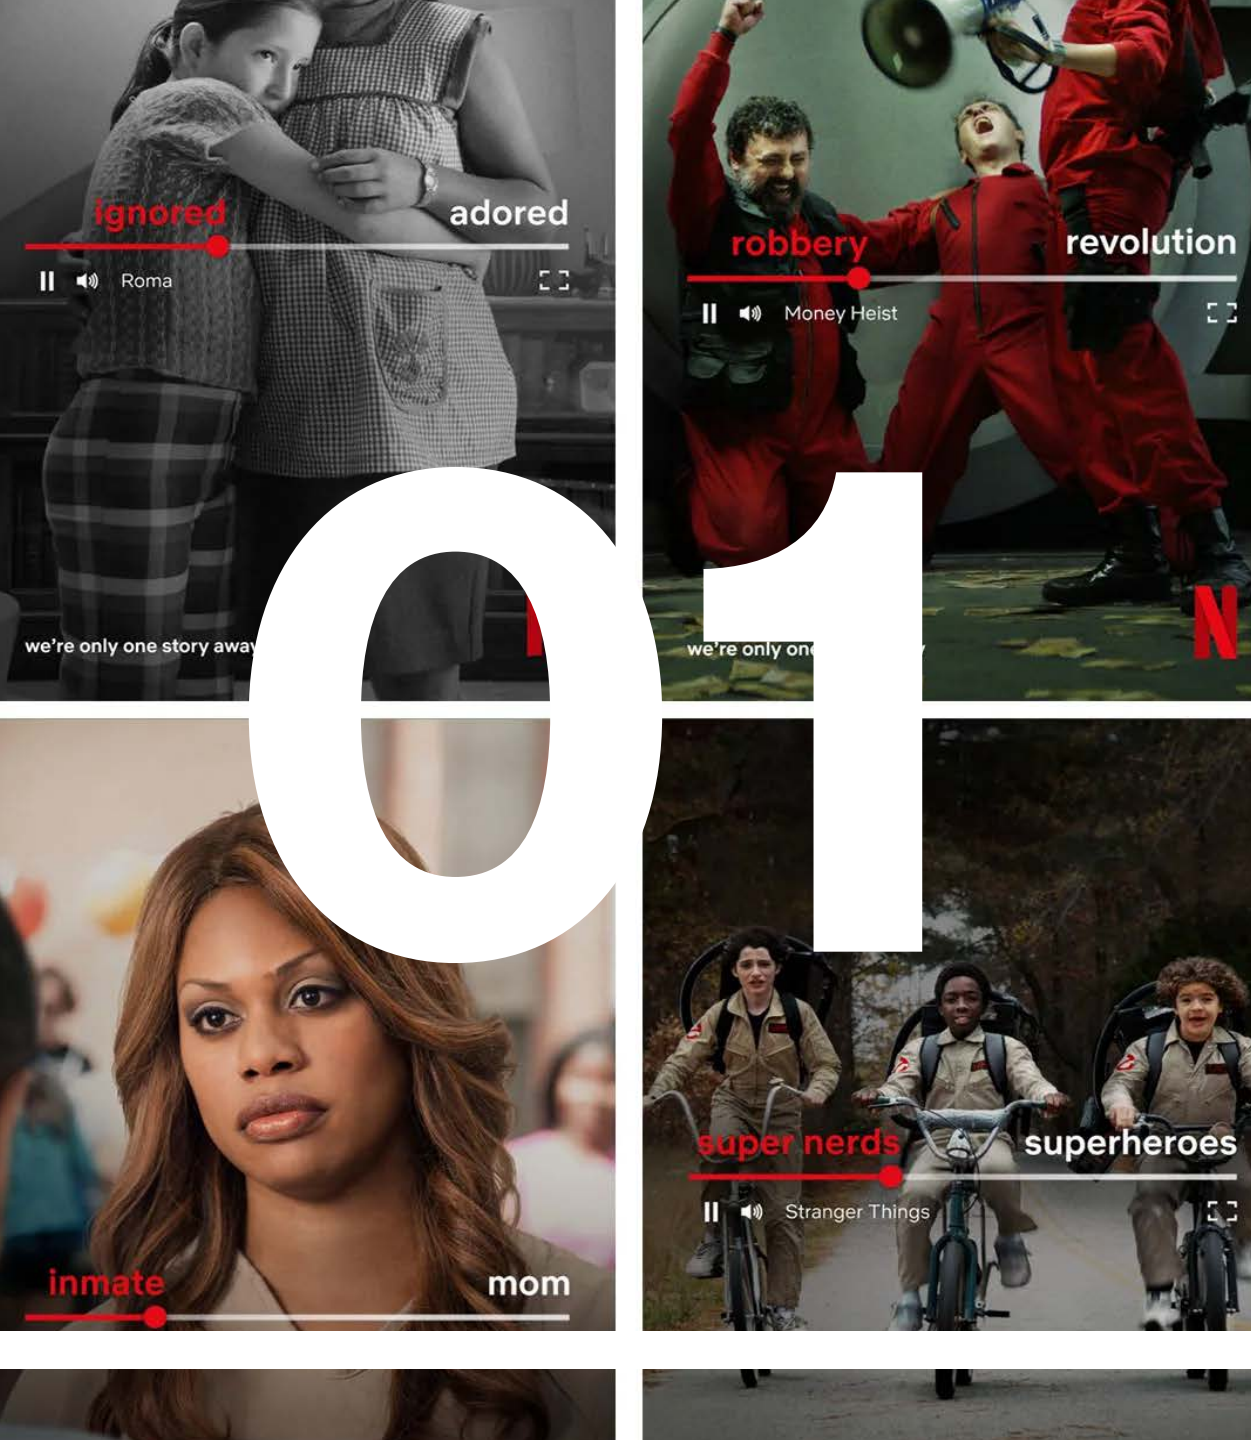 ignored adored
Roma
we're only one story away
robbery revolution
Money Heist
we're only one
01
inmate mom
super nerds superheroes
Stranger Things